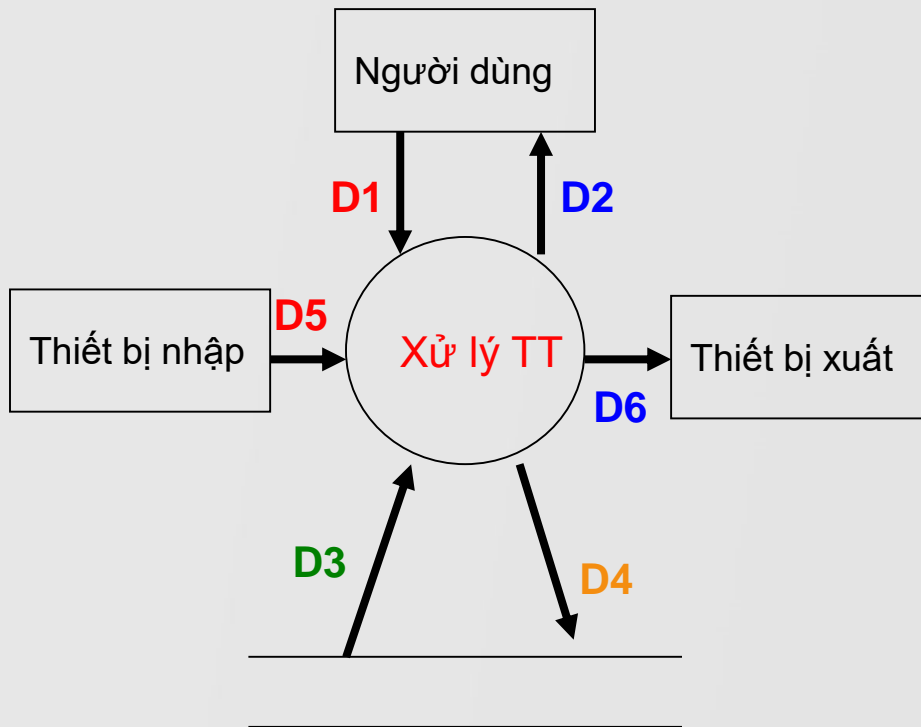 Người dùng
D1
D2
Thiết bị nhập
D5
Xử lý TT
D6
Thiết bị xuất
D3
D4